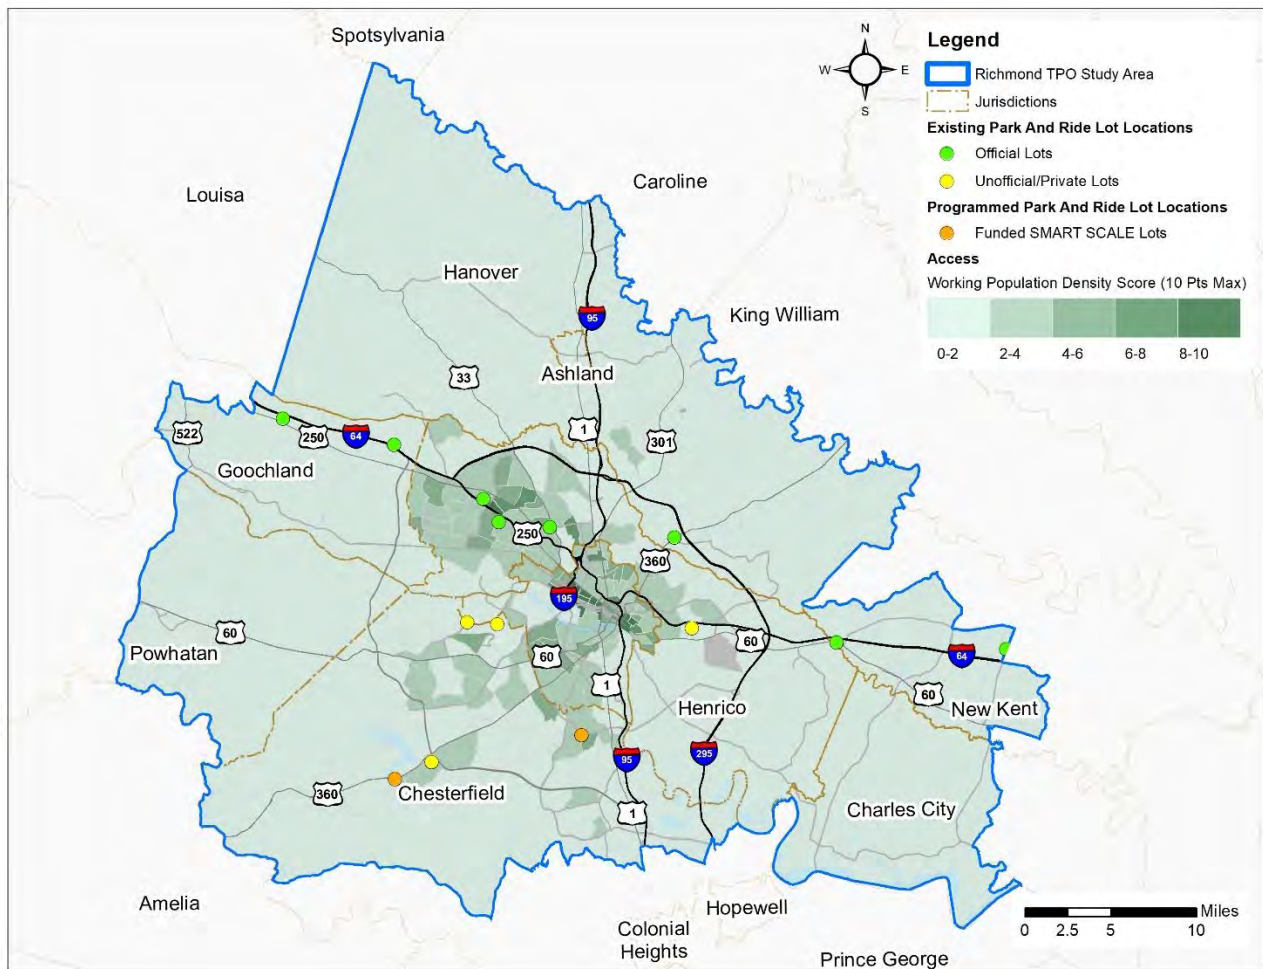 Spotsylvania
N
W
E
S
Legend
Richmond TPO Study Area
Jurisdictions
Existing Park And Ride Lot Locations
Official Lots
Unofficial/Private Lots
Programmed Park And Ride Lot Locations
Funded SMART SCALE Lots
Access
Working Population Density Score (10 Pts Max)
0-2
2-4
4-6
6-8
8-10
Caroline
Louisa
Hanover
King William
95
Ashland
33
1
301
522
250
64
Goochland
250
360
195
60
60
60
Powhatan
64
60
New Kent
1
Henrico
95
295
360
Chesterfield
1
Charles City
Amelia
Hopewell
Colonial
Heights
Prince George
Miles
0
2.5
5
10